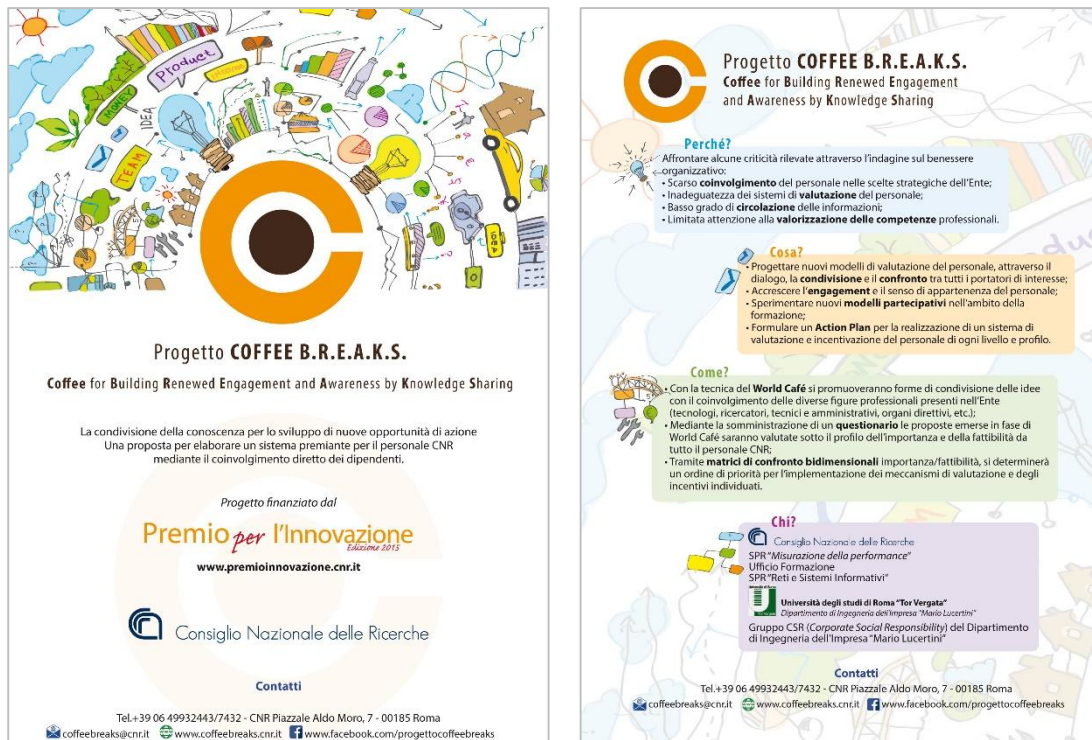 PRODUCT
MONEY
IDEA
TEAM
IDEA
Progetto COFFEE B.R.E.A.K.S.
Coffee for Building Renewed Engagement and Awareness by Knowledge Sharing
La condivisione della conoscenza per lo sviluppo di nuove opportunità di azione
Una proposta per elaborare un sistema premiante per il personale CNR
mediante il coinvolgimento diretto dei dipendenti.
Progetto finanziato dal
Premio per l'Innovazione
Edizione 2015
www.premioinnovazione.cnr.it
Consiglio Nazionale delle Ricerche
Contatti
Tel.+39 06 49932443/7432 - CNR Piazzale Aldo Moro, 7 - 00185 Roma
coffeebreaks@cnr.it www.coffeebreaks.cnr.it www.facebook.com/progettocoffeebreaks
Progetto COFFEE B.R.E.A.K.S.
Coffee for Building Renewed Engagement
and Awareness by Knowledge Sharing
Perché?
Affrontare alcune criticità rilevate attraverso l'indagine sul benessere
organizzativo:
• Scarso coinvolgimento del personale nelle scelte strategiche dell'Ente;
• Inadeguatezza dei sistemi di valutazione del personale;
• Basso grado di circolazione delle informazioni;
• Limitata attenzione alla valorizzazione delle competenze professionali.
Cosa?
• Progettare nuovi modelli di valutazione del personale, attraverso il
dialogo, la condivisione e il confronto tra tutti i portatori di interesse;
• Accrescere l'engagement e il senso di appartenenza del personale;
• Sperimentare nuovi modelli partecipativi nell'ambito della
formazione;
• Formulare un Action Plan per la realizzazione di un sistema di
valutazione e incentivazione del personale di ogni livello e profilo.
Come?
• Con la tecnica del World Café si promuoveranno forme di condivisione delle idee
con il coinvolgimento delle diverse figure professionali presenti nell'Ente
(tecnologi, ricercatori, tecnici e amministrativi, organi direttivi, etc.);
• Mediante la somministrazione di un questionario le proposte emerse in fase di
World Café saranno valutate sotto il profilo dell'importanza e della fattibilità da
tutto il personale CNR;
• Tramite matrici di confronto bidimensionali importanza/fattibilità, si determinerà
un ordine di priorità per l'implementazione dei meccanismi di valutazione e degli
incentivi individuati.
Chi?
Consiglio Nazionale delle Ricerche
SPR "Misurazione della performance"
Ufficio Formazione
SPR "Reti e Sistemi Informativi"
Università degli studi di Roma "Tor Vergata"
Dipartimento di Ingegneria dell'Impresa "Mario Lucertini"
Gruppo CSR (Corporate Social Responsibility) del Dipartimento
di Ingegneria dell'Impresa "Mario Lucertini"
Contatti
Tel.+39 06 49932443/7432 - CNR Piazzale Aldo Moro, 7 - 00185 Roma
coffeebreaks@cnr.it www.coffeebreaks.cnr.it www.facebook.com/progettocoffeebreaks